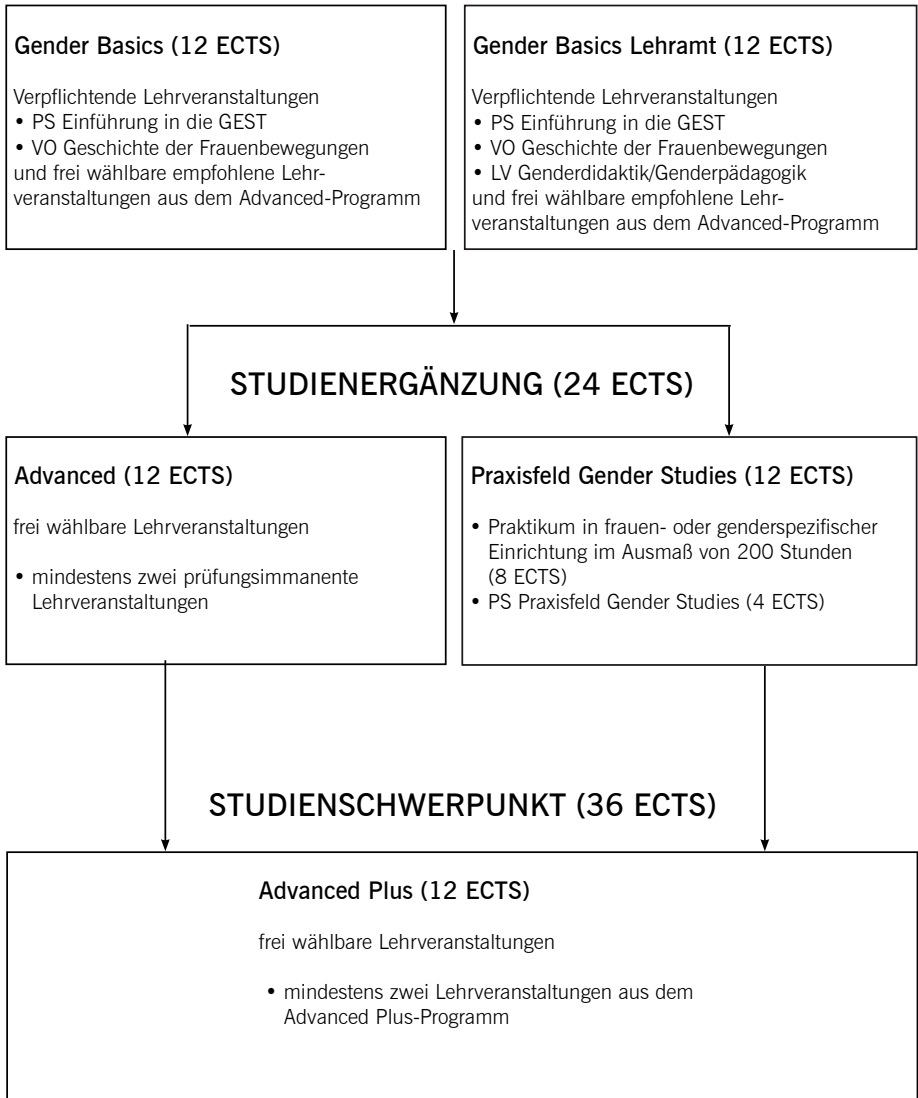 Gender Basics (12 ECTS)
Verpflichtende Lehrveranstaltungen
• PS Einführung in die GEST
• VO Geschichte der Frauenbewegungen
und frei wählbare empfohlene Lehr-
veranstaltungen aus dem Advanced-Programm
Gender Basics Lehramt (12 ECTS)
Verpflichtende Lehrveranstaltungen
• PS Einführung in die GEST
• VO Geschichte der Frauenbewegungen
• LV Genderdidaktik/Genderpädagogik
und frei wählbare empfohlene Lehr-
veranstaltungen aus dem Advanced-Programm
STUDIENERGÄNZUNG (24 ECTS)
Advanced (12 ECTS)
frei wählbare Lehrveranstaltungen
• mindestens zwei prüfungsimmanente
Lehrveranstaltungen
Praxisfeld Gender Studies (12 ECTS)
• Praktikum in frauen- oder genderspezifischer
Einrichtung im Ausmaß von 200 Stunden
(8 ECTS)
• PS Praxisfeld Gender Studies (4 ECTS)
STUDIENSCHWERPUNKT (36 ECTS)
Advanced Plus (12 ECTS)
frei wählbare Lehrveranstaltungen
• mindestens zwei Lehrveranstaltungen aus dem
Advanced Plus-Programm